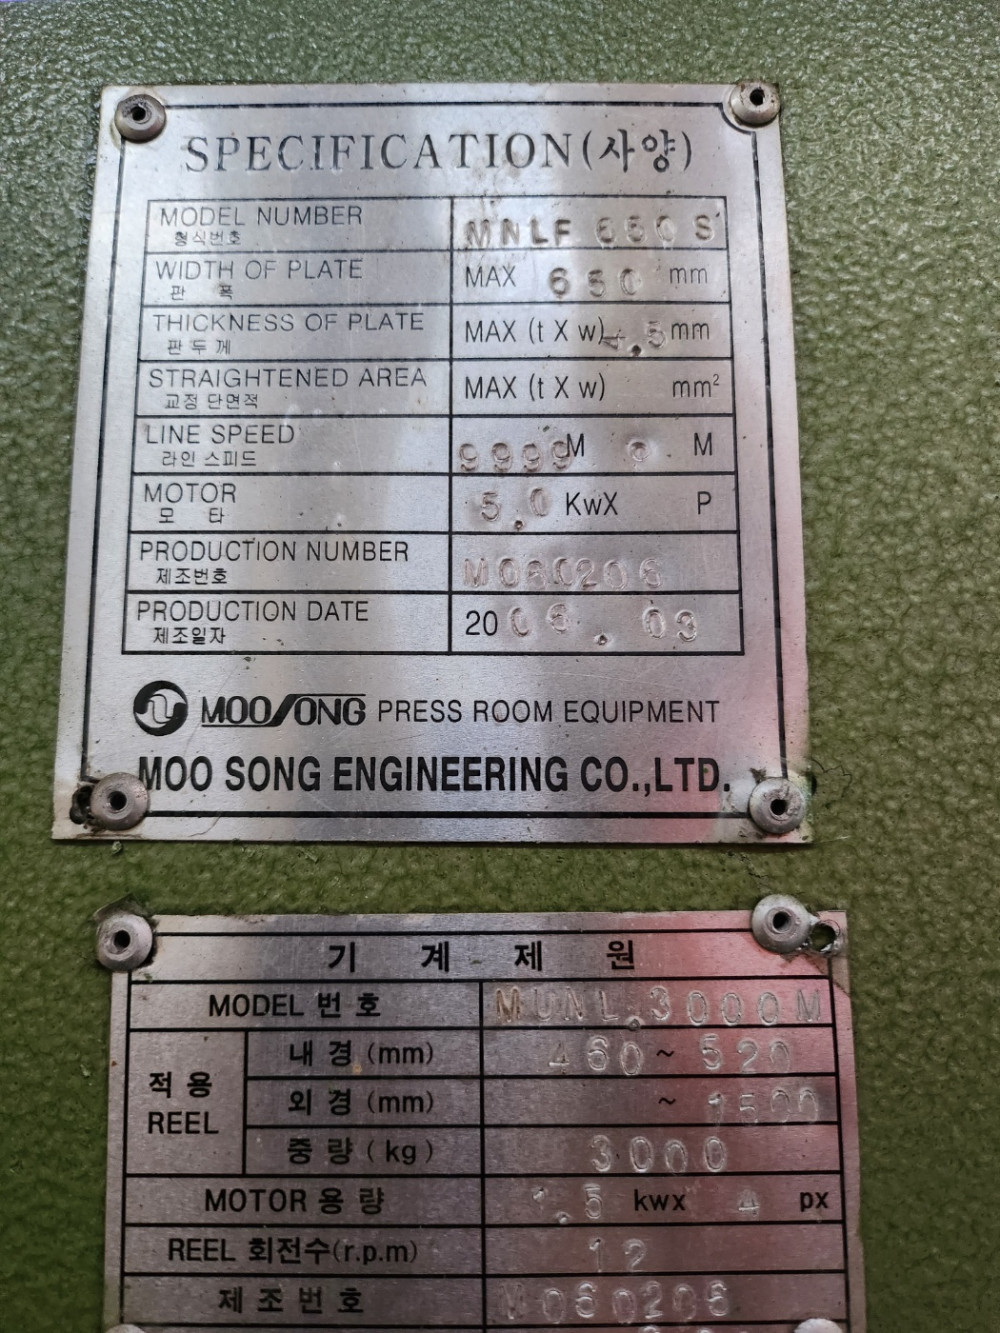 SPECIFICATION(사양)
MODEL NUMBER MNLF 650 S
형식번호
WIDTH OF PLATE MAX 650 mm
판 폭
THICKNESS OF PLATE MAX (t X w) 4.5 mm
판 두 께
STRAIGHTENED AREA MAX (t X w) mm²
교정 단면적
LINE SPEED 9999 M M
라인 스피드
MOTOR 5.0 KwX P
모 타
PRODUCTION NUMBER M060206
제조번호
PRODUCTION DATE 2006.03
제조일자
MOOSONG PRESS ROOM EQUIPMENT
MOO SONG ENGINEERING CO.,LTD.
기 계 제 원
MODEL 번 호 MUNL.3000M
적 용 REEL
내 경 (mm) 460 ~ 520
외 경 (mm) ~ 1500
중 량 ( kg ) 3000
MOTOR 용 량 1.5 kwx 4 px
REEL 회전수(r.p.m) 12
제 조 번 호 M060206